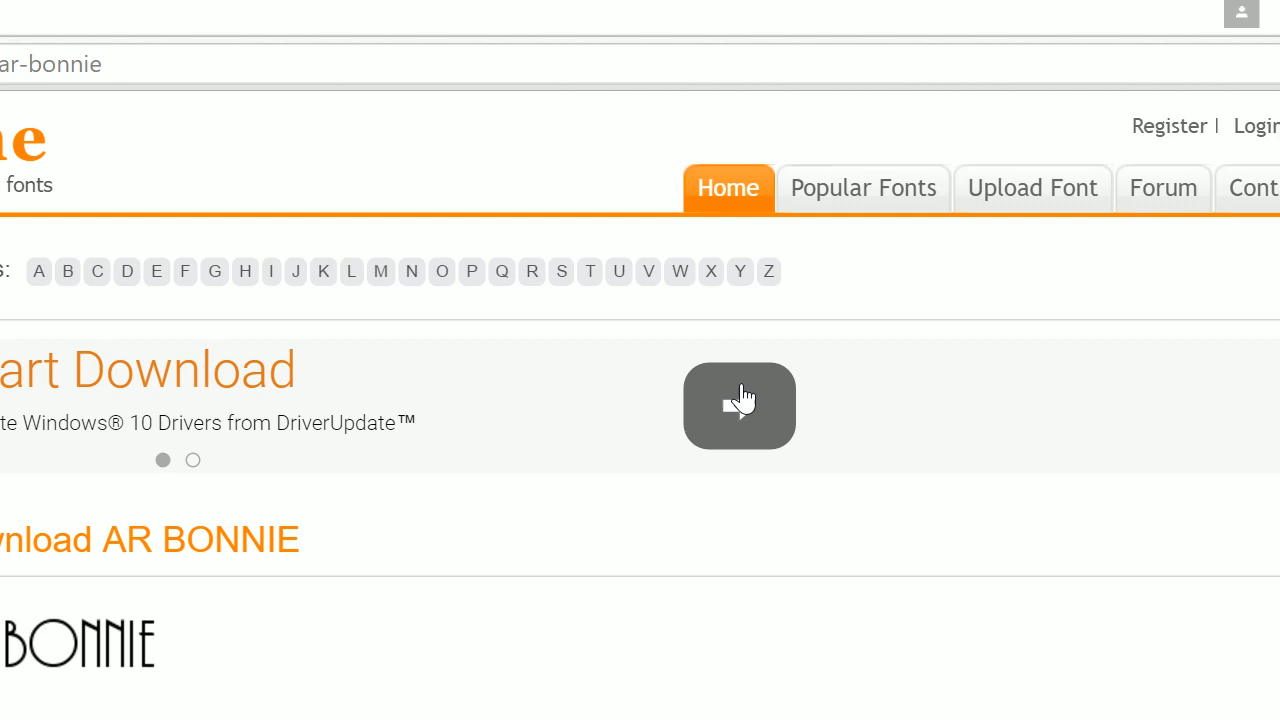 ar-bonnie
Register | Login
ne
fonts
Home Popular Fonts Upload Font Forum Cont
s: A B C D E F G H I J K L M N O P Q R S T U V W X Y Z
art Download
te Windows® 10 Drivers from DriverUpdate™
wnload AR BONNIE
BONNIE